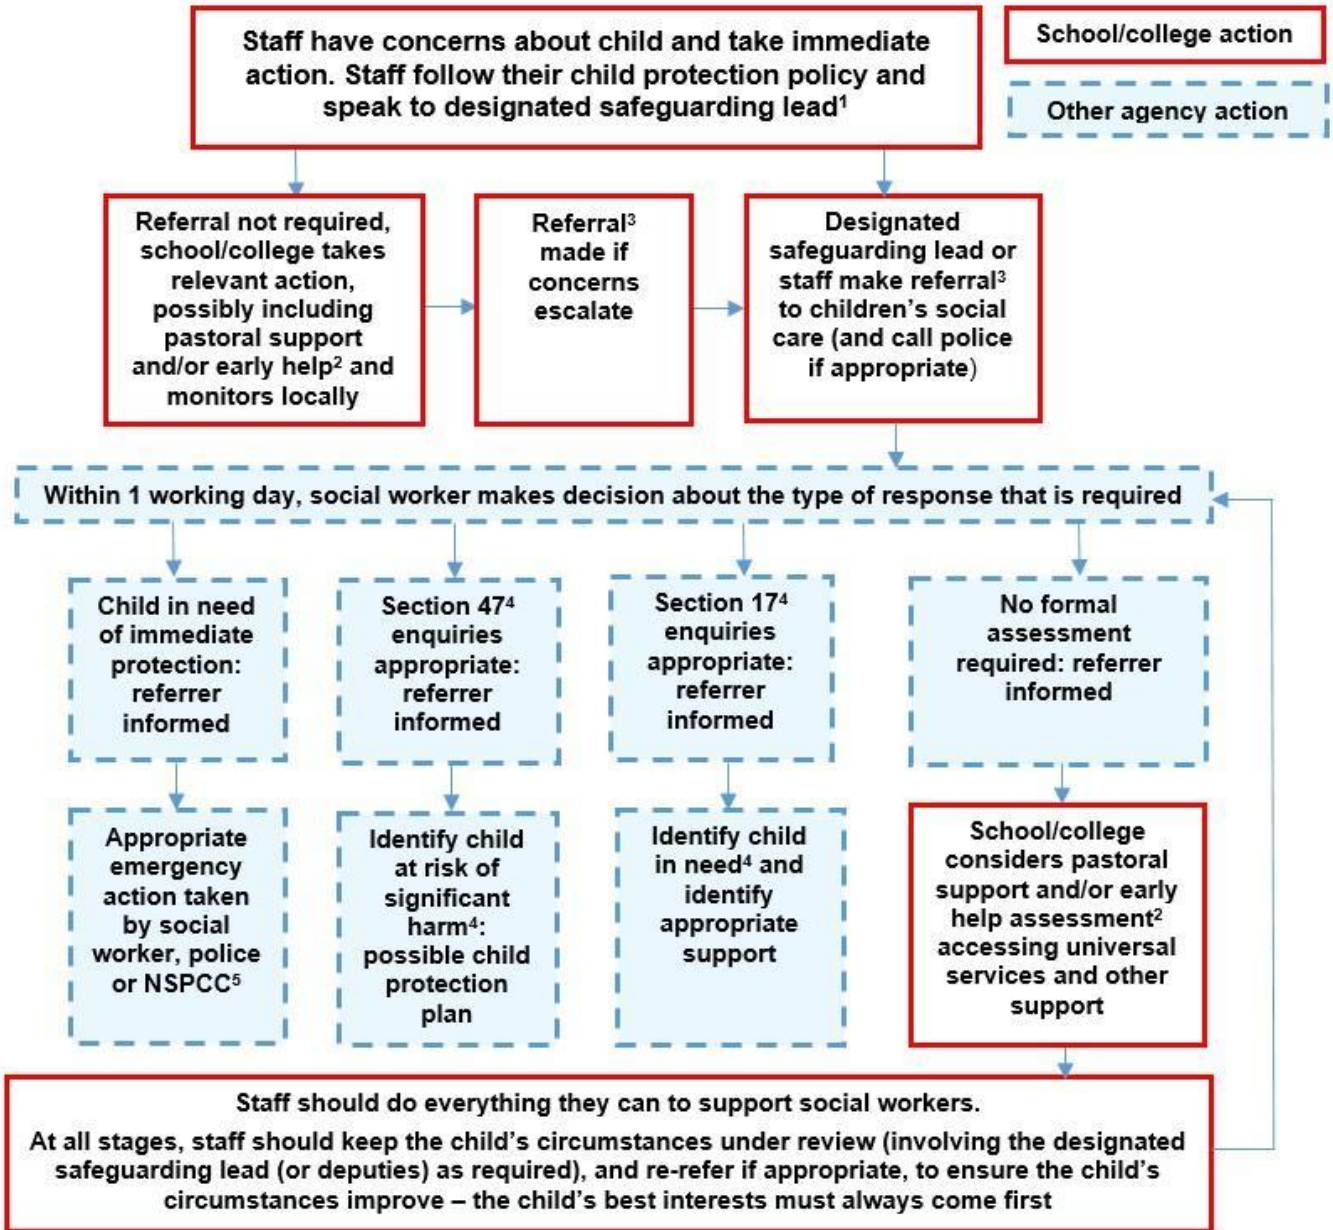 Staff have concerns about child and take immediate
action. Staff follow their child protection policy and
speak to designated safeguarding lead¹
School/college action
Other agency action
Referral not required,
school/college takes
relevant action,
possibly including
pastoral support
and/or early help² and
monitors locally
Referral³
made if
concerns
escalate
Designated
safeguarding lead or
staff make referral³
to children’s social
care (and call police
if appropriate)
Within 1 working day, social worker makes decision about the type of response that is required
Child in need
of immediate
protection:
referrer
informed
Section 47⁴
enquiries
appropriate:
referrer
informed
Section 17⁴
enquiries
appropriate:
referrer
informed
No formal
assessment
required: referrer
informed
Appropriate
emergency
action taken
by social
worker, police
or NSPCC⁵
Identify child
at risk of
significant
harm⁴:
possible child
protection
plan
Identify child
in need⁴ and
identify
appropriate
support
School/college
considers pastoral
support and/or early
help assessment²
accessing universal
services and other
support
Staff should do everything they can to support social workers.
At all stages, staff should keep the child’s circumstances under review (involving the designated
safeguarding lead (or deputies) as required), and re-refer if appropriate, to ensure the child’s
circumstances improve – the child’s best interests must always come first